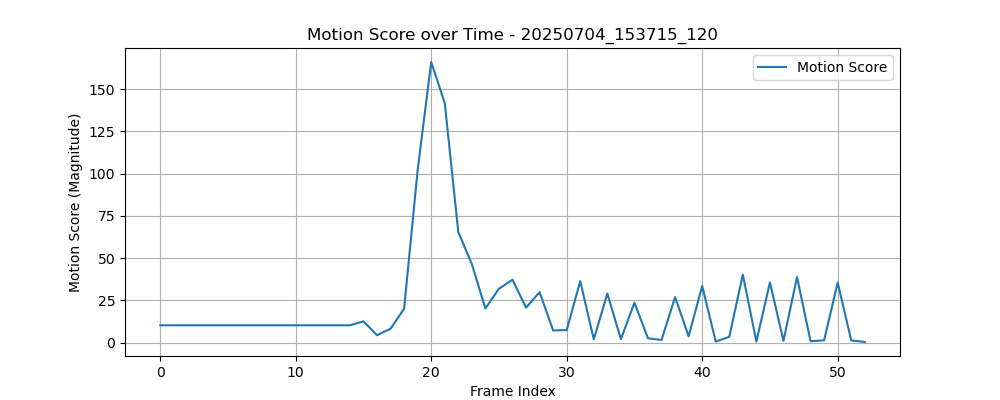 Motion Score over Time - 20250704_153715_120
Motion Score
Motion Score (Magnitude)
150
125
100
75
50
25
0
0 10 20 30 40 50
Frame Index